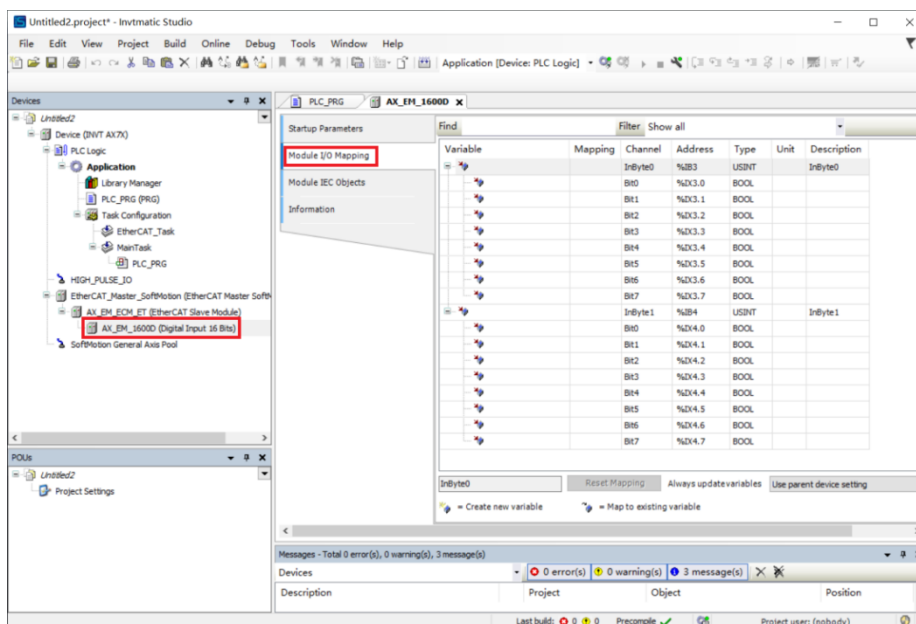 Untitled2.project* - Invtmatic Studio
File Edit View Project Build Online Debug Tools Window Help
Application [Device: PLC Logic]
Devices
Untitled2
Device (INVT AX7X)
PLC Logic
Application
Library Manager
PLC_PRG (PRG)
Task Configuration
EtherCAT_Task
MainTask
PLC_PRG
HIGH_PULSE_IO
EtherCAT_Master_SoftMotion (EtherCAT Master Soft
AX_EM_ECM_ET (EtherCAT Slave Module)
AX_EM_1600D (Digital Input 16 Bits)
SoftMotion General Axis Pool
POUs
Untitled2
Project Settings
PLC_PRG AX_EM_1600D
Startup Parameters
Module I/O Mapping
Module IEC Objects
Information
Find Filter Show all
Variable Mapping Channel Address Type Unit Description
InByte0 %IB3 USINT InByte0
Bit0 %IX3.0 BOOL
Bit1 %IX3.1 BOOL
Bit2 %IX3.2 BOOL
Bit3 %IX3.3 BOOL
Bit4 %IX3.4 BOOL
Bit5 %IX3.5 BOOL
Bit6 %IX3.6 BOOL
Bit7 %IX3.7 BOOL
InByte1 %IB4 USINT InByte1
Bit0 %IX4.0 BOOL
Bit1 %IX4.1 BOOL
Bit2 %IX4.2 BOOL
Bit3 %IX4.3 BOOL
Bit4 %IX4.4 BOOL
Bit5 %IX4.5 BOOL
Bit6 %IX4.6 BOOL
Bit7 %IX4.7 BOOL
InByte0 Reset Mapping Always update variables Use parent device setting
= Create new variable = Map to existing variable
Messages - Total 0 error(s), 0 warning(s), 3 message(s)
Devices 0 error(s) 0 warning(s) 3 message(s)
Description Project Object Position
Last build: 0 0 Precompile Project user: (nobody)